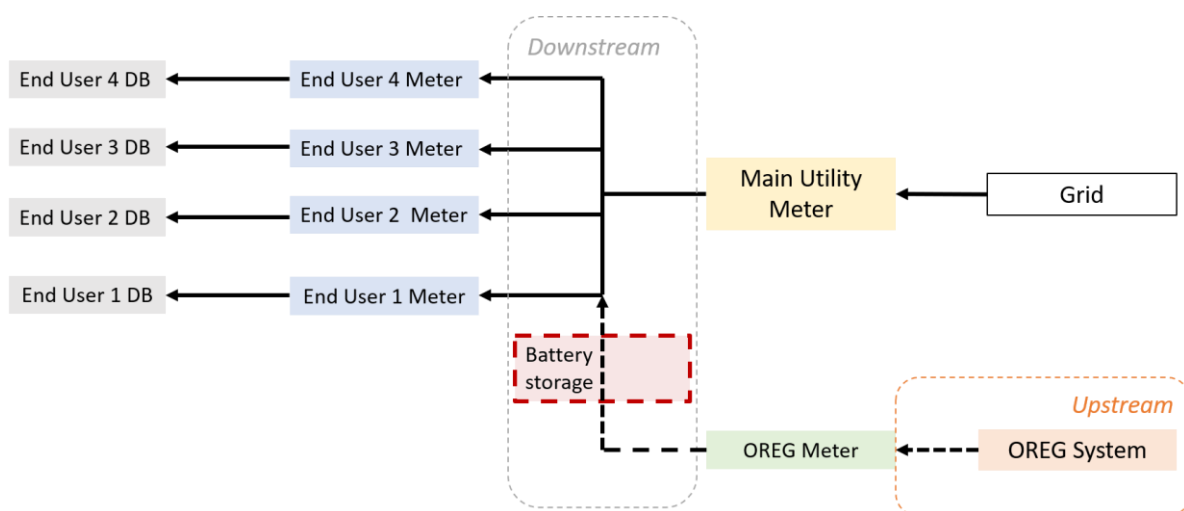 Downstream
End User 4 DB
End User 4 Meter
End User 3 DB
End User 3 Meter
Main Utility
Meter
Grid
End User 2 DB
End User 2  Meter
End User 1 DB
End User 1 Meter
Battery
storage
Upstream
OREG Meter
OREG System